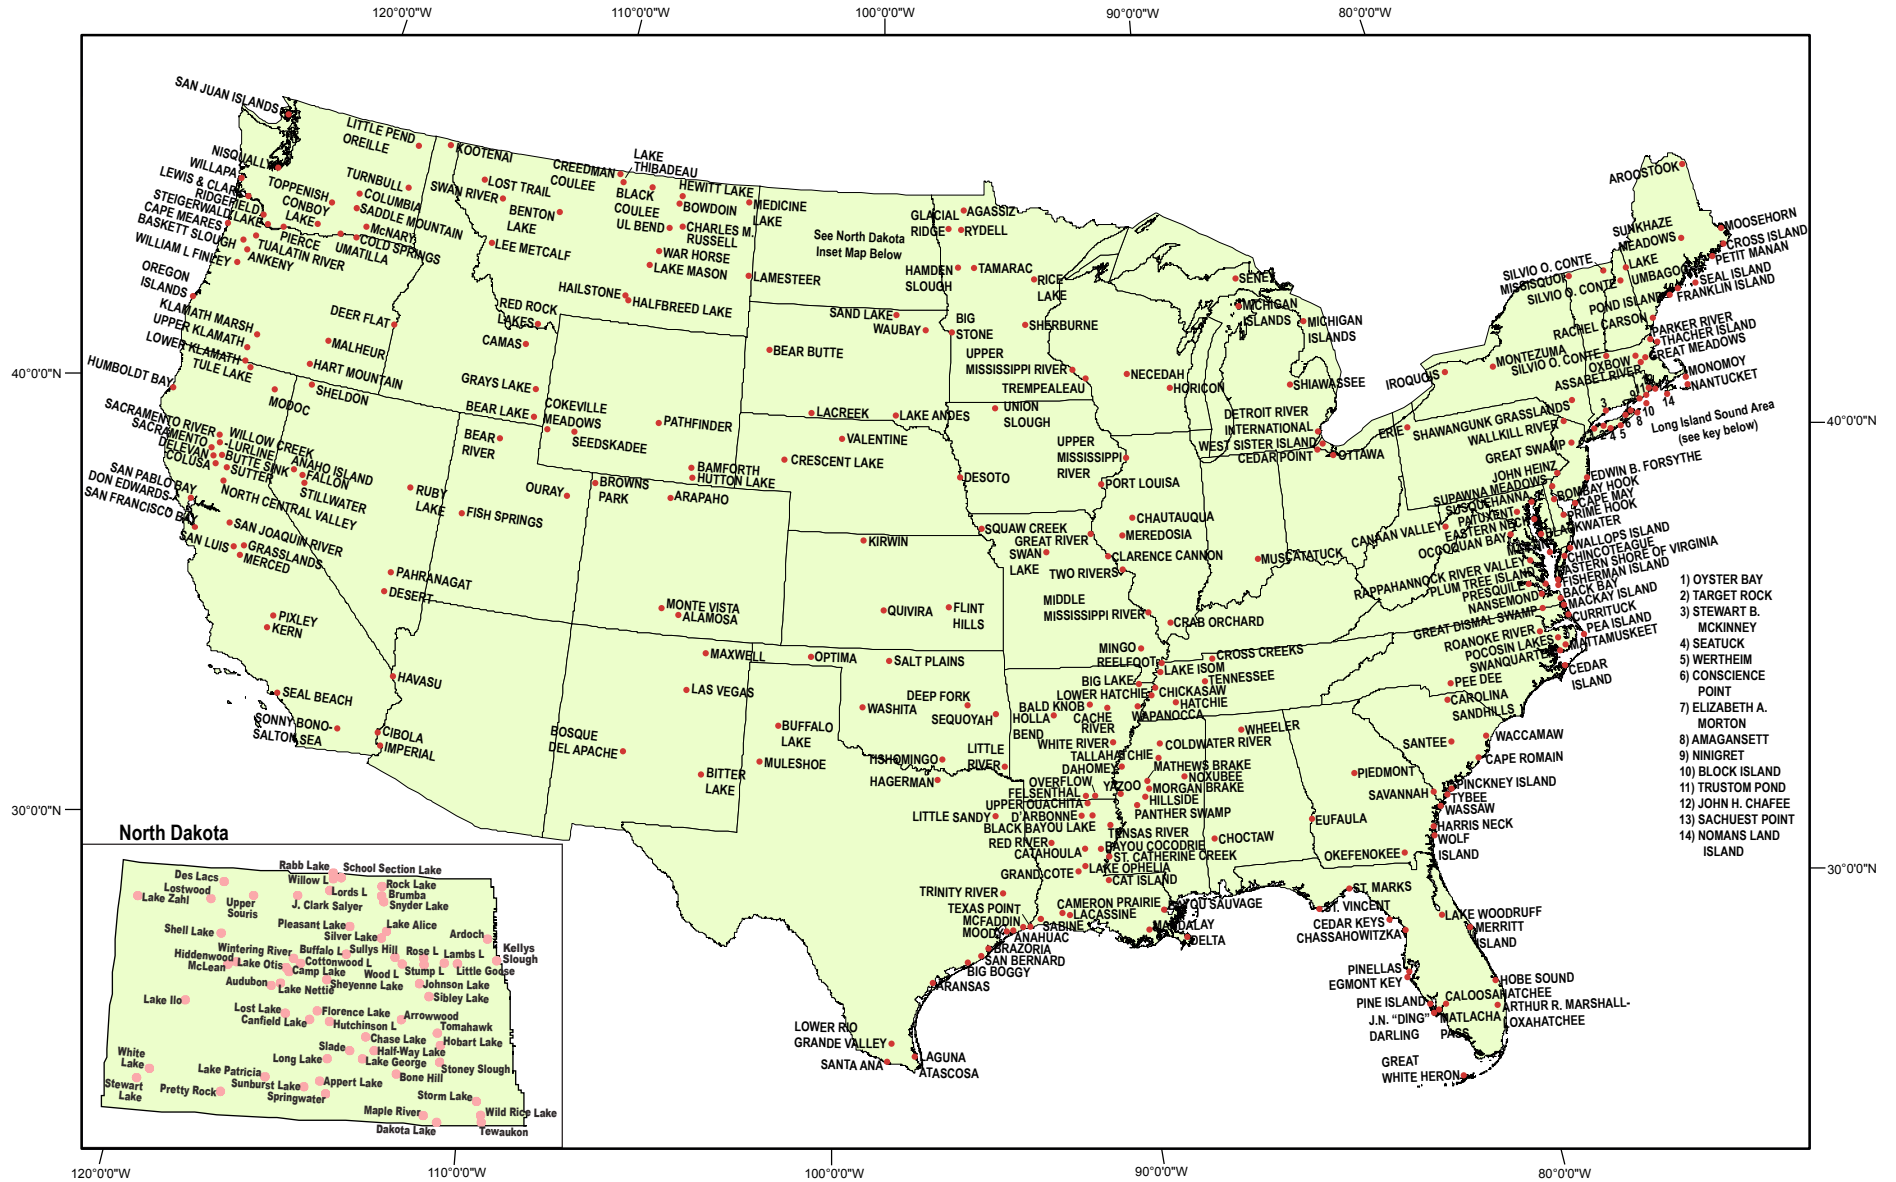 120°0'0"W
110°0'0"W
100°0'0"W
90°0'0"W
80°0'0"W
40°0'0"N
30°0'0"N
40°0'0"N
30°0'0"N
120°0'0"W
110°0'0"W
100°0'0"W
90°0'0"W
80°0'0"W
SAN JUAN ISLANDS
LITTLE PEND
OREILLE
KOOTENAI
NISQUALLY
WILLAPA
LEWIS & CLARK
RIDGEFIELD
STEIGERWALD LAKE
CAPE MEARES
BASKETT SLOUGH
WILLIAM L FINLEY
OREGON
ISLANDS
TOPPENISH
CONBOY
LAKE
TURNBULL
COLUMBIA
SADDLE MOUNTAIN
McNARY
COLD SPRINGS
UMATILLA
PIERCE
TUALATIN RIVER
ANKENY
KLAMATH MARSH
UPPER KLAMATH
LOWER KLAMATH
TULE LAKE
HUMBOLDT BAY
DEER FLAT
MALHEUR
HART MOUNTAIN
SHELDON
MODOC
SWAN RIVER
LOST TRAIL
BENTON
LAKE
LEE METCALF
CREEDMAN
COULEE
LAKE
THIBADEAU
BLACK
COULEE
HEWITT LAKE
BOWDOIN
MEDICINE
LAKE
UL BEND
CHARLES M.
RUSSELL
WAR HORSE
LAKE MASON
LAMESTEER
HAILSTONE
HALFBREED LAKE
RED ROCK
LAKES
CAMAS
GRAYS LAKE
BEAR LAKE
COKEVILLE
MEADOWS
SEEDSKADEE
PATHFINDER
BEAR
RIVER
BAMFORTH
HUTTON LAKE
OURAY
BROWNS
PARK
ARAPAHO
FISH SPRINGS
RUBY
LAKE
SACRAMENTO RIVER
SACRAMENTO
DELEVAN
COLUSA
WILLOW CREEK
-LURLINE
BUTTE SINK
SUTTER
NORTH CENTRAL VALLEY
ANAHO ISLAND
FALLON
STILLWATER
SAN PABLO BAY
DON EDWARDS
SAN FRANCISCO BAY
SAN JOAQUIN RIVER
SAN LUIS
GRASSLANDS
MERCED
PAHRANAGAT
DESERT
PIXLEY
KERN
SEAL BEACH
SONNY BONO-
SALTON SEA
HAVASU
CIBOLA
IMPERIAL
MONTE VISTA
ALAMOSA
MAXWELL
LAS VEGAS
BOSQUE
DEL APACHE
BITTER
LAKE
See North Dakota
Inset Map Below
SAND LAKE
WAUBAY
BEAR BUTTE
LACREEK
LAKE ANDES
VALENTINE
CRESCENT LAKE
KIRWIN
QUIVIRA
FLINT
HILLS
OPTIMA
SALT PLAINS
WASHITA
DEEP FORK
SEQUOYAH
BUFFALO
LAKE
MULESHOE
TISHOMINGO
HAGERMAN
LITTLE
RIVER
LITTLE SANDY
GLACIAL
RIDGE
AGASSIZ
RYDELL
HAMDEN
SLOUGH
TAMARAC
RICE
LAKE
BIG
STONE
SHERBURNE
UPPER
MISSISSIPPI RIVER
TREMPEALEAU
NECEDAH
HORICON
UNION
SLOUGH
DESOTO
UPPER
MISSISSIPPI
RIVER
PORT LOUISA
SQUAW CREEK
GREAT RIVER
SWAN
LAKE
CHAUTAUQUA
MEREDOSIA
CLARENCE CANNON
TWO RIVERS
MIDDLE
MISSISSIPPI RIVER
CRAB ORCHARD
MUSCATATUCK
SENEY
MICHIGAN
ISLANDS
MICHIGAN
ISLANDS
SHIAWASSEE
DETROIT RIVER
INTERNATIONAL
WEST SISTER ISLAND
CEDAR POINT
OTTAWA
MINGO
REELFOOT
LAKE ISOM
CROSS CREEKS
TENNESSEE
BIG LAKE
LOWER HATCHIE
CHICKASAW
HATCHIE
BALD KNOB
CACHE
RIVER
WAPANOCCA
HOLLA
BEND
WHITE RIVER
COLDWATER RIVER
WHEELER
TALLAHATCHIE
DAHOMEY
MATHEWS BRAKE
NOXUBEE
OVERFLOW
YAZOO
MORGAN BRAKE
FELSENTHAL
HILLSIDE
UPPER OUACHITA
PANTHER SWAMP
D'ARBONNE
BLACK BAYOU LAKE
TENSAS RIVER
CHOCTAW
RED RIVER
BAYOU COCODRIE
CATAHOULA
ST. CATHERINE CREEK
GRAND COTE
LAKE OPHELIA
CAT ISLAND
TRINITY RIVER
TEXAS POINT
MCFADDIN
MOODY
CAMERON PRAIRIE
LACASSINE
SABINE
ANAHUAC
BRAZORIA
SAN BERNARD
BIG BOGGY
ARANSAS
BAYOU SAUVAGE
MANDALAY
DELTA
LOWER RIO
GRANDE VALLEY
SANTA ANA
LAGUNA
ATASCOSA
AROOSTOOK
SUNKHAZE
MEADOWS
MOOSEHORN
CROSS ISLAND
PETIT MANAN
SEAL ISLAND
FRANKLIN ISLAND
LAKE
UMBAGOG
POND ISLAND
SILVIO O. CONTE
MISSISQUOI
SILVIO O. CONTE
RACHEL CARSON
PARKER RIVER
THACHER ISLAND
GREAT MEADOWS
OXBOW
ASSABET RIVER
SILVIO O. CONTE
MONOMOY
NANTUCKET
MONTEZUMA
IROQUOIS
ERIE
SHAWANGUNK GRASSLANDS
WALLKILL RIVER
GREAT SWAMP
Long Island Sound Area
(see key below)
JOHN HEINZ
SUPAWNA MEADOWS
SUSQUEHANNA
PATUXENT
EASTERN NECK
OCCOQUAN BAY
CANAAN VALLEY
EDWIN B. FORSYTHE
BOMBAY HOOK
CAPE MAY
PRIME HOOK
BLACKWATER
WALLOPS ISLAND
CHINCOTEAGUE
EASTERN SHORE OF VIRGINIA
FISHERMAN ISLAND
BACK BAY
MACKAY ISLAND
CURRITUCK
PEA ISLAND
MATTAMUSKEET
CEDAR
ISLAND
RAPPAHANNOCK RIVER VALLEY
PLUM TREE ISLAND
PRESQUILE
NANSEMOND
GREAT DISMAL SWAMP
ROANOKE RIVER
POCOSIN LAKES
SWANQUARTER
PEE DEE
CAROLINA
SANDHILLS
WACCAMAW
SANTEE
CAPE ROMAIN
PIEDMONT
SAVANNAH
PINCKNEY ISLAND
TYBEE
WASSAW
HARRIS NECK
WOLF
ISLAND
EUFAULA
OKEFENOKEE
ST. MARKS
ST. VINCENT
CEDAR KEYS
CHASSAHOWITZKA
LAKE WOODRUFF
MERRITT
ISLAND
PINELLAS
EGMONT KEY
HOBE SOUND
PINE ISLAND
CALOOSAHATCHEE
ARTHUR R. MARSHALL-
LOXAHATCHEE
J.N. "DING"
DARLING
MATLACHA
PASS
GREAT
WHITE HERON
1) OYSTER BAY
2) TARGET ROCK
3) STEWART B.
MCKINNEY
4) SEATUCK
5) WERTHEIM
6) CONSCIENCE
POINT
7) ELIZABETH A.
MORTON
8) AMAGANSETT
9) NINIGRET
10) BLOCK ISLAND
11) TRUSTOM POND
12) JOHN H. CHAFEE
13) SACHUEST POINT
14) NOMANS LAND
ISLAND
North Dakota
Rabb Lake
School Section Lake
Des Lacs
Willow L
Rock Lake
Lostwood
Lords L
Brumba
Lake Zahl
Upper
Souris
J. Clark Salyer
Snyder Lake
Pleasant Lake
Lake Alice
Shell Lake
Silver Lake
Ardoch
Kellys
Slough
Wintering River
Buffalo L
Sullys Hill
Rose L
Lambs L
Hiddenwood
McLean
Lake Otis
Cottonwood L
Camp Lake
Wood L
Stump L
Little Goose
Audubon
Lake Nettie
Sheyenne Lake
Johnson Lake
Sibley Lake
Lake Ilo
Lost Lake
Florence Lake
Arrowwood
Canfield Lake
Hutchinson L
Tomahawk
Chase Lake
Hobart Lake
Slade
Half-Way Lake
Long Lake
Lake George
Stoney Slough
White
Lake
Lake Patricia
Bone Hill
Stewart
Lake
Pretty Rock
Sunburst Lake
Appert Lake
Springwater
Storm Lake
Maple River
Wild Rice Lake
Dakota Lake
Tewaukon